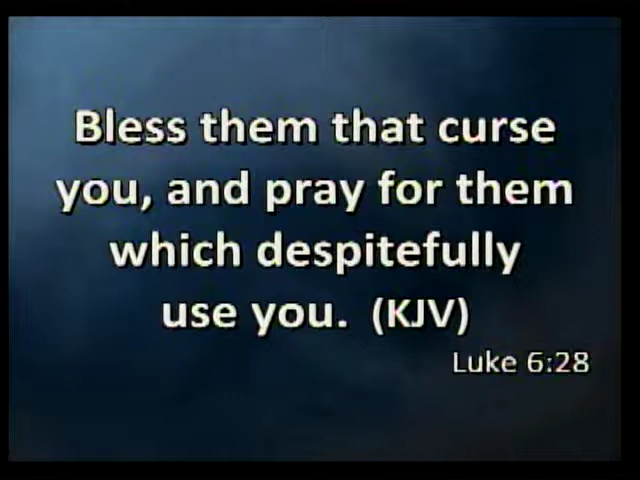 Bless them that curse
you, and pray for them
which despitefully
use you.  (KJV)
Luke 6:28